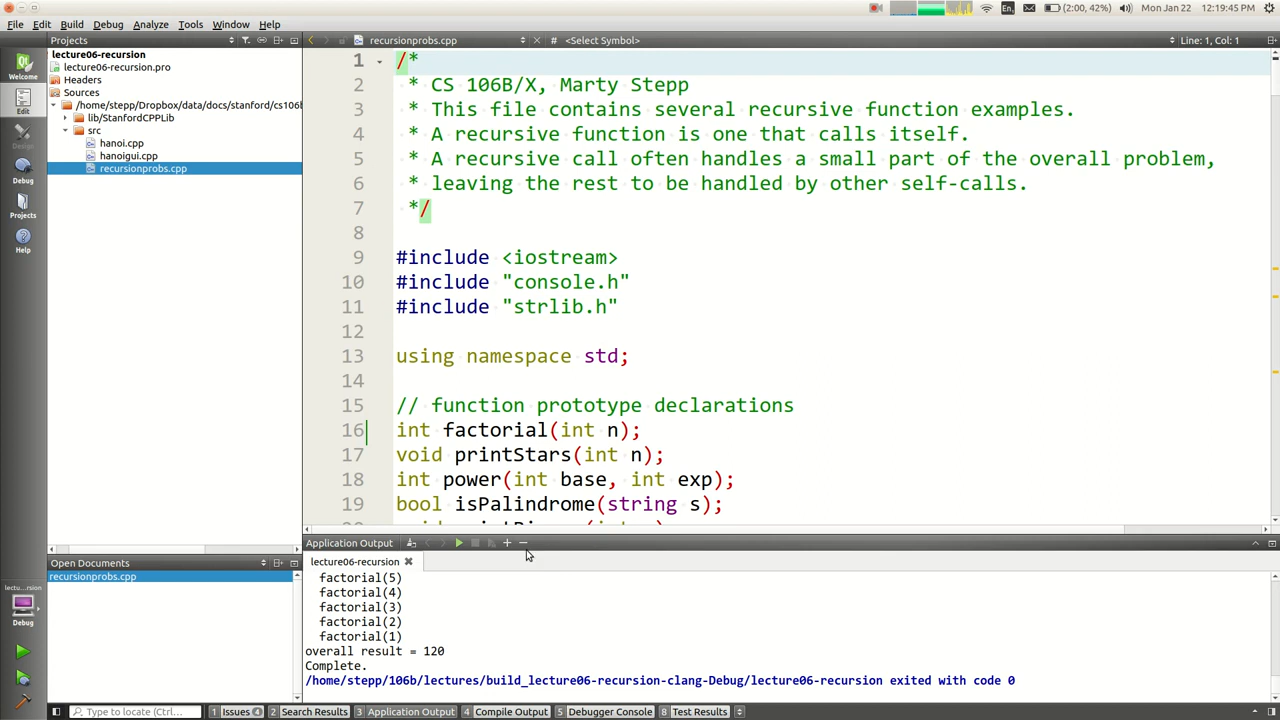 (2:00, 42%) Mon Jan 22 12:19:45
En
File Edit Build Debug Analyze Tools Window Help
Projects
recursionprobs.cpp
# <Select Symbol>
Line: 1, Col: 1
Welcome
Edit
Design
Debug
Projects
Help
lecture06-recursion
lecture06-recursion.pro
Headers
Sources
/home/stepp/Dropbox/data/docs/stanford/cs106b
lib/StanfordCPPLib
src
hanoi.cpp
hanoigui.cpp
recursionprobs.cpp
1 /*
2 * CS 106B/X, Marty Stepp
3 * This file contains several recursive function examples.
4 * A recursive function is one that calls itself.
5 * A recursive call often handles a small part of the overall problem,
6 * leaving the rest to be handled by other self-calls.
7 */
8
9 #include <iostream>
10 #include "console.h"
11 #include "strlib.h"
12
13 using namespace std;
14
15 // function prototype declarations
16 int factorial(int n);
17 void printStars(int n);
18 int power(int base, int exp);
19 bool isPalindrome(string s);
Open Documents
recursionprobs.cpp
lectu...rsion
Debug
Application Output
lecture06-recursion
factorial(5)
factorial(4)
factorial(3)
factorial(2)
factorial(1)
overall result = 120
Complete.
/home/stepp/106b/lectures/build_lecture06-recursion-clang-Debug/lecture06-recursion exited with code 0
Type to locate (Ctrl...
1 Issues 4
2 Search Results
3 Application Output
4 Compile Output
5 Debugger Console
8 Test Results